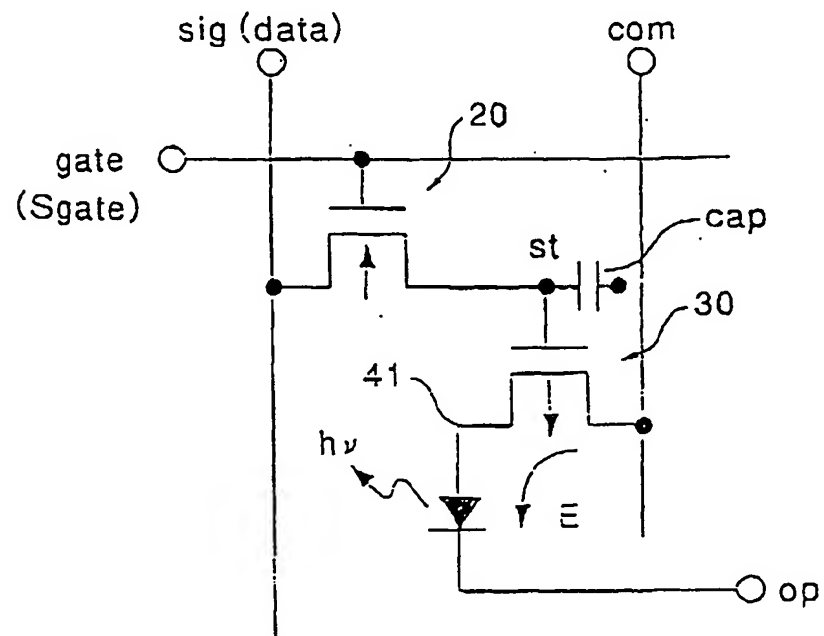 sig (data)
com
20
gate
(Sgate)
cap
st
30
41
hν
E
op